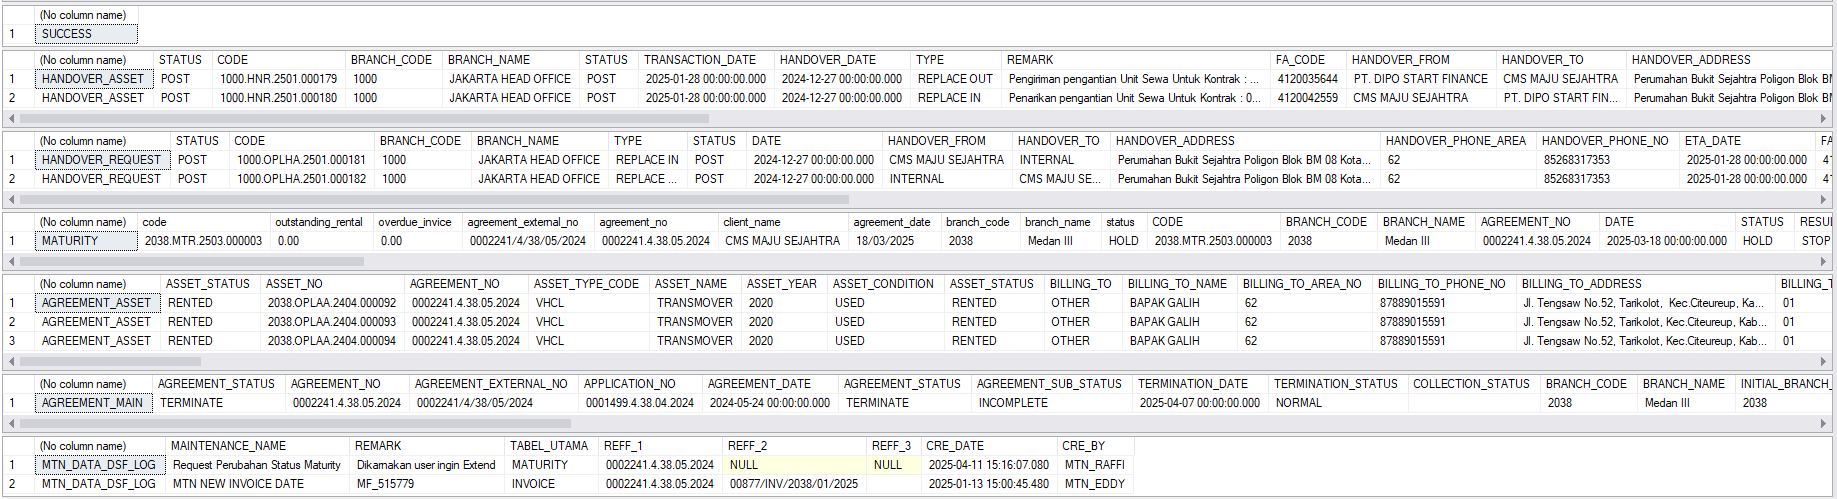 (No column name)
1 SUCCESS
(No column name) STATUS CODE BRANCH_CODE BRANCH_NAME STATUS TRANSACTION_DATE HANDOVER_DATE TYPE REMARK FA_CODE HANDOVER_FROM HANDOVER_TO HANDOVER_ADDRESS
1 HANDOVER_ASSET POST 1000.HNR.2501.000179 1000 JAKARTA HEAD OFFICE POST 2025-01-28 00:00:00.000 2024-12-27 00:00:00.000 REPLACE OUT Pengiriman pengantian Unit Sewa Untuk Kontrak : ... 4120035644 PT. DIPO START FINANCE CMS MAJU SEJAHTRA Perumahan Bukit Sejahtra Poligon Blok BM
2 HANDOVER_ASSET POST 1000.HNR.2501.000180 1000 JAKARTA HEAD OFFICE POST 2025-01-28 00:00:00.000 2024-12-27 00:00:00.000 REPLACE IN Penarikan pengantian Unit Sewa Untuk Kontrak : 0... 4120042559 CMS MAJU SEJAHTRA PT. DIPO START FIN... Perumahan Bukit Sejahtra Poligon Blok BM
(No column name) STATUS CODE BRANCH_CODE BRANCH_NAME TYPE STATUS DATE HANDOVER_FROM HANDOVER_TO HANDOVER_ADDRESS HANDOVER_PHONE_AREA HANDOVER_PHONE_NO ETA_DATE FA
1 HANDOVER_REQUEST POST 1000.OPLHA.2501.000181 1000 JAKARTA HEAD OFFICE REPLACE IN POST 2024-12-27 00:00:00.000 CMS MAJU SEJAHTRA INTERNAL Perumahan Bukit Sejahtra Poligon Blok BM 08 Kota... 62 85268317353 2025-01-28 00:00:00.000 41
2 HANDOVER_REQUEST POST 1000.OPLHA.2501.000182 1000 JAKARTA HEAD OFFICE REPLACE ... POST 2024-12-27 00:00:00.000 INTERNAL CMS MAJU SE... Perumahan Bukit Sejahtra Poligon Blok BM 08 Kota... 62 85268317353 2025-01-28 00:00:00.000 41
(No column name) code outstanding_rental overdue_invice agreement_external_no agreement_no client_name agreement_date branch_code branch_name status CODE BRANCH_CODE BRANCH_NAME AGREEMENT_NO DATE STATUS RESU
1 MATURITY 2038.MTR.2503.000003 0.00 0.00 0002241/4/38/05/2024 0002241.4.38.05.2024 CMS MAJU SEJAHTRA 18/03/2025 2038 Medan III HOLD 2038.MTR.2503.000003 2038 Medan III 0002241.4.38.05.2024 2025-03-18 00:00:00.000 HOLD STOP
(No column name) ASSET_STATUS ASSET_NO AGREEMENT_NO ASSET_TYPE_CODE ASSET_NAME ASSET_YEAR ASSET_CONDITION ASSET_STATUS BILLING_TO BILLING_TO_NAME BILLING_TO_AREA_NO BILLING_TO_PHONE_NO BILLING_TO_ADDRESS BILLING_T
1 AGREEMENT_ASSET RENTED 2038.OPLAA.2404.000092 0002241.4.38.05.2024 VHCL TRANSMOVER 2020 USED RENTED OTHER BAPAK GALIH 62 87889015591 Jl. Tengsaw No.52, Tarikolot, Kec.Citeureup, Ka... 01
2 AGREEMENT_ASSET RENTED 2038.OPLAA.2404.000093 0002241.4.38.05.2024 VHCL TRANSMOVER 2020 USED RENTED OTHER BAPAK GALIH 62 87889015591 Jl. Tengsaw No.52, Tarikolot, Kec.Citeureup, Kab... 01
3 AGREEMENT_ASSET RENTED 2038.OPLAA.2404.000094 0002241.4.38.05.2024 VHCL TRANSMOVER 2020 USED RENTED OTHER BAPAK GALIH 62 87889015591 Jl. Tengsaw No.52, Tarikolot, Kec.Citeureup, Kab... 01
(No column name) AGREEMENT_STATUS AGREEMENT_NO AGREEMENT_EXTERNAL_NO APPLICATION_NO AGREEMENT_DATE AGREEMENT_STATUS AGREEMENT_SUB_STATUS TERMINATION_DATE TERMINATION_STATUS COLLECTION_STATUS BRANCH_CODE BRANCH_NAME INITIAL_BRANCH_
1 AGREEMENT_MAIN TERMINATE 0002241.4.38.05.2024 0002241/4/38/05/2024 0001499.4.38.04.2024 2024-05-24 00:00:00.000 TERMINATE INCOMPLETE 2025-04-07 00:00:00.000 NORMAL 2038 Medan III 2038
(No column name) MAINTENANCE_NAME REMARK TABEL_UTAMA REFF_1 REFF_2 REFF_3 CRE_DATE CRE_BY
1 MTN_DATA_DSF_LOG Request Perubahan Status Maturity Dikamakan user ingin Extend MATURITY 0002241.4.38.05.2024 NULL NULL 2025-04-11 15:16:07.080 MTN_RAFFI
2 MTN_DATA_DSF_LOG MTN NEW INVOICE DATE MF_515779 INVOICE 0002241.4.38.05.2024 00877/INV/2038/01/2025 2025-01-13 15:00:45.480 MTN_EDDY